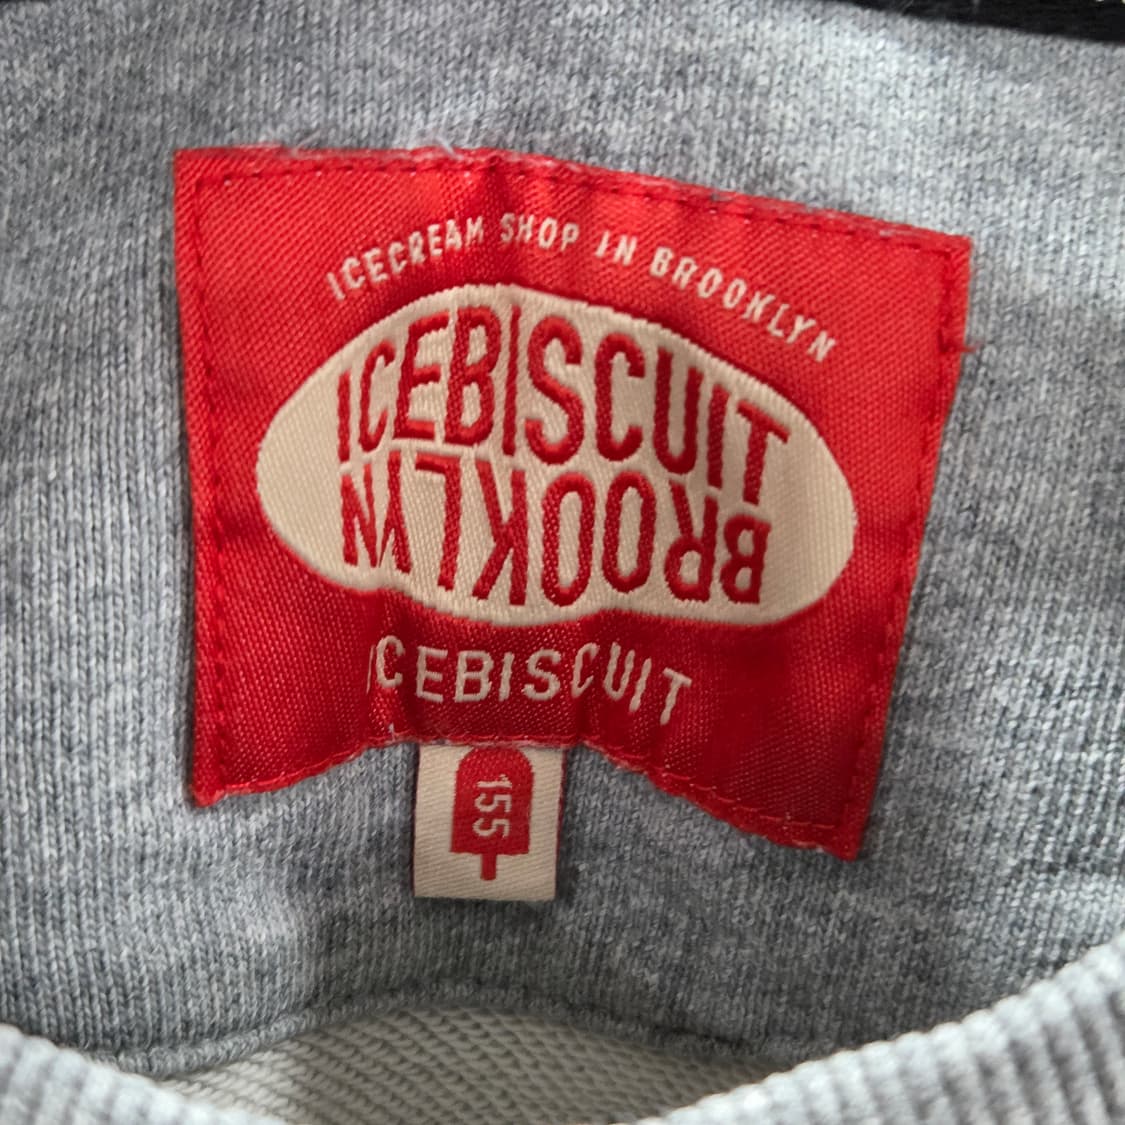 ICECREAM SHOP IN BROOKLYN
ICEBISCUIT
BROOKLYN
ICEBISCUIT
155